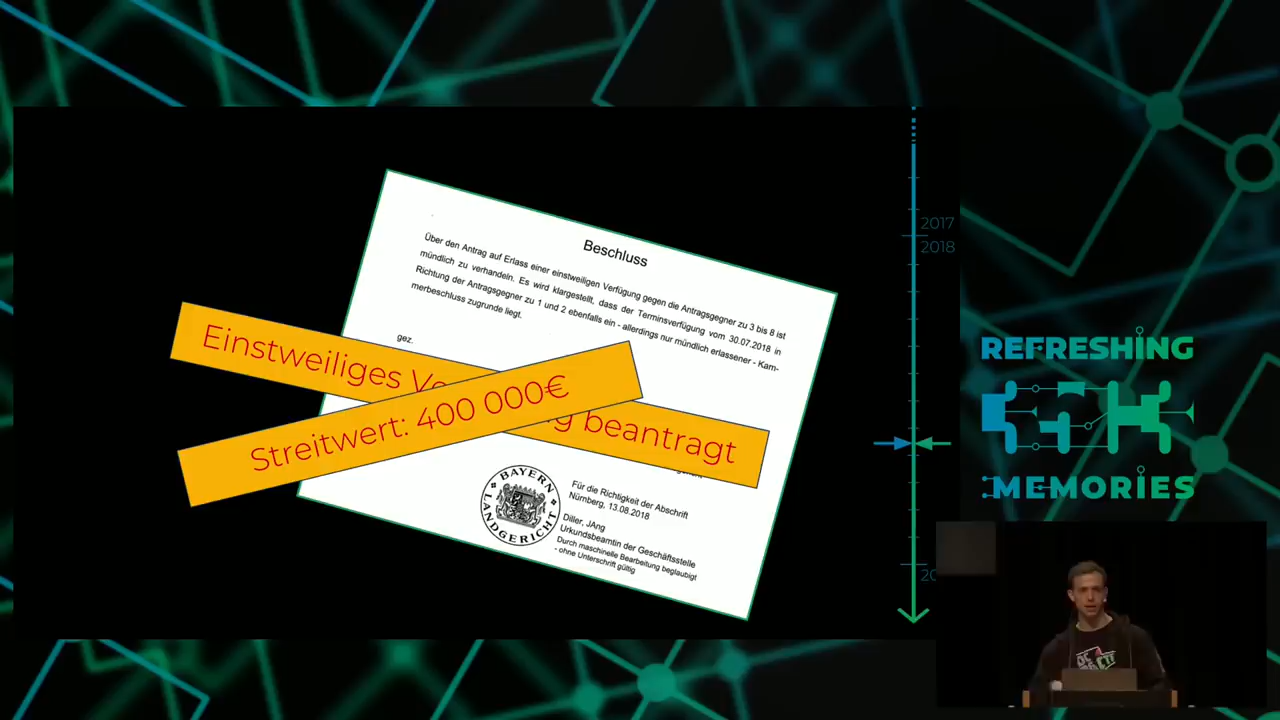 Beschluss
Über den Antrag auf Erlass einer einstweiligen Verfügung gegen die Antragsgegner zu 3 bis 8 ist
mündlich zu verhandeln. Es wird klargestellt, dass der Terminsverfügung vom 30.07.2018 in
Richtung der Antragsgegner zu 1 und 2 ebenfalls ein - allerdings nur mündlich erlassener - Kam-
merbeschluss zugrunde liegt.
gez.
Einstweiliges
g beantragt
Streitwert: 400 000€
BAYERN
LANDGERICHT
Für die Richtigkeit der Abschrift
Nürnberg, 13.08.2018
Diller, JAng
Urkundsbeamtin der Geschäftsstelle
Durch maschinelle Bearbeitung beglaubigt
- ohne Unterschrift gültig
2017
2018
20
REFRESHING
35C3
MEMORIES